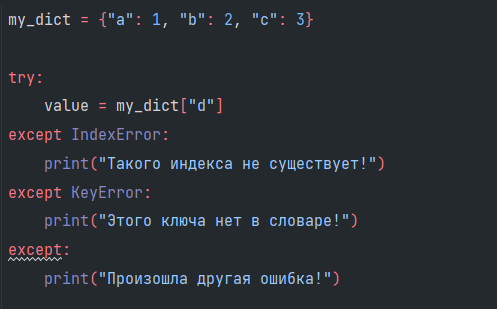 my_dict = {"a": 1, "b": 2, "c": 3}
try:
    value = my_dict["d"]
except IndexError:
    print("Такого индекса не существует!")
except KeyError:
    print("Этого ключа нет в словаре!")
except:
    print("Произошла другая ошибка!")